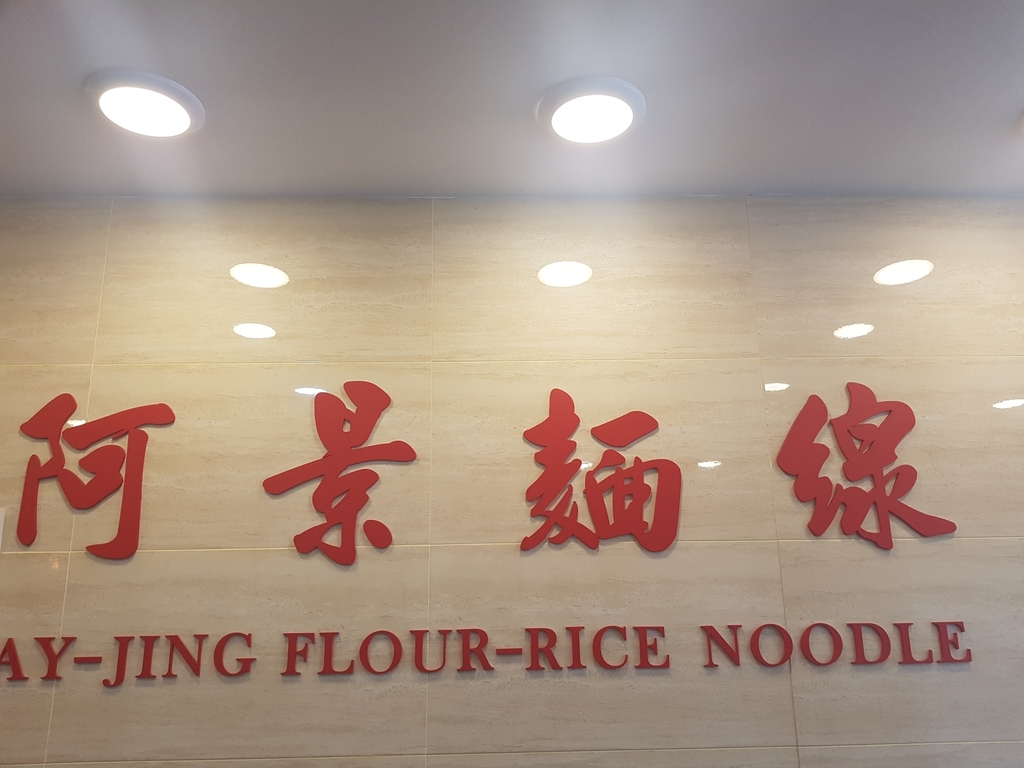 阿景麵線
AY-JING FLOUR-RICE NOODLE